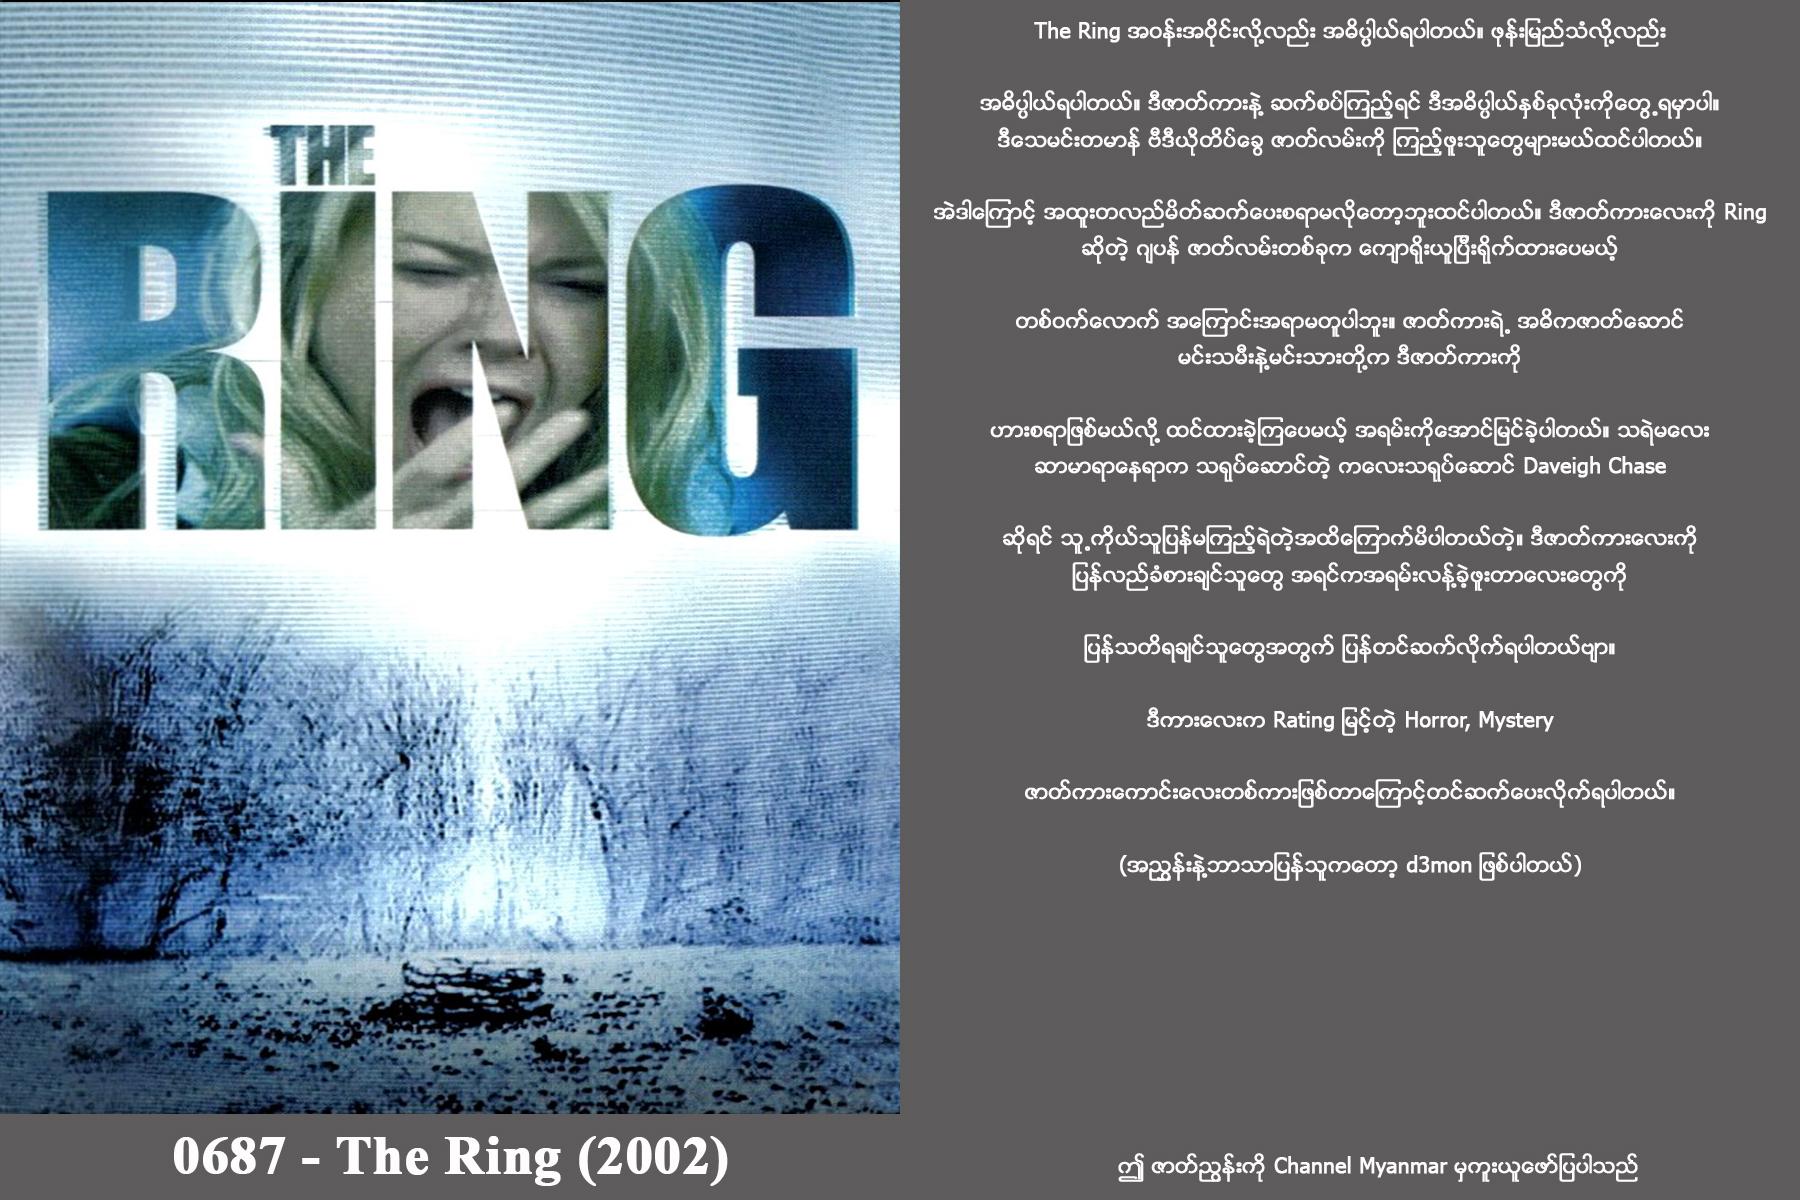 THE
RING
0687 - The Ring (2002)
The Ring အဝန်းအဝိုင်းလို့လည်း အဓိပ္ပါယ်ရပါတယ်။ ဖုန်းမြည်သံလို့လည်း
အဓိပ္ပါယ်ရပါတယ်။ ဒီဇာတ်ကားနဲ့ ဆက်စပ်ကြည့်ရင် ဒီအဓိပ္ပါယ်နှစ်ခုလုံးကိုတွေ့ရမှာပါ။
ဒီသေမင်းတမာန် ဗီဒီယိုတိပ်ခွေ ဇာတ်လမ်းကို ကြည့်ဖူးသူတွေများမယ်ထင်ပါတယ်။
အဲဒါကြောင့် အထူးတလည်မိတ်ဆက်ပေးစရာမလိုတော့ဘူးထင်ပါတယ်။ ဒီဇာတ်ကားလေးကို Ring
ဆိုတဲ့ ဂျပန် ဇာတ်လမ်းတစ်ခုက ကျောရိုးယူပြီးရိုက်ထားပေမယ့်
တစ်ဝက်လောက် အကြောင်းအရာမတူပါဘူး။ ဇာတ်ကားရဲ့ အဓိကဇာတ်ဆောင်
မင်းသမီးနဲ့မင်းသားတို့က ဒီဇာတ်ကားကို
ဟားစရာဖြစ်မယ်လို့ ထင်ထားခဲ့ကြပေမယ့် အရမ်းကိုအောင်မြင်ခဲ့ပါတယ်။ သရဲမလေး
ဆာမာရာနေရာက သရုပ်ဆောင်တဲ့ ကလေးသရုပ်ဆောင် Daveigh Chase
ဆိုရင် သူ့ကိုယ်သူပြန်မကြည့်ရဲတဲ့အထိကြောက်မိပါတယ်တဲ့။ ဒီဇာတ်ကားလေးကို
ပြန်လည်ခံစားချင်သူတွေ အရင်ကအရမ်းလန့်ခဲ့ဖူးတာလေးတွေကို
ပြန်သတိရချင်သူတွေအတွက် ပြန်တင်ဆက်လိုက်ရပါတယ်ဗျာ။
ဒီကားလေးက Rating မြင့်တဲ့ Horror, Mystery
ဇာတ်ကားကောင်းလေးတစ်ကားဖြစ်တာကြောင့်တင်ဆက်ပေးလိုက်ရပါတယ်။
(အညွှန်းနဲ့ဘာသာပြန်သူကတော့ d3mon ဖြစ်ပါတယ်)
ဤ ဇာတ်ညွှန်းကို Channel Myanmar မှကူးယူဖော်ပြပါသည်